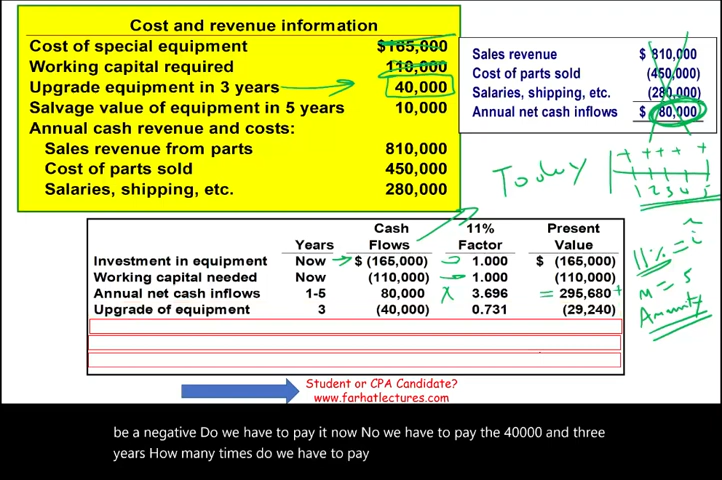 Cost and revenue information
Cost of special equipment $165,000
Working capital required 110,000
Upgrade equipment in 3 years 40,000
Salvage value of equipment in 5 years 10,000
Annual cash revenue and costs:
Sales revenue from parts 810,000
Cost of parts sold 450,000
Salaries, shipping, etc. 280,000
Sales revenue $ 810,000
Cost of parts sold (450,000)
Salaries, shipping, etc. (280,000)
Annual net cash inflows $ 80,000
Today
+ + + + +
1 2 3 4 5
11% = i
n = 5
Annuity
Cash 11% Present
Years Flows Factor Value
Investment in equipment Now $ (165,000) 1.000 $ (165,000)
Working capital needed Now (110,000) 1.000 (110,000)
Annual net cash inflows 1-5 80,000 x 3.696 = 295,680 +
Upgrade of equipment 3 (40,000) 0.731 (29,240)
Student or CPA Candidate?
www.farhatlectures.com
be a negative Do we have to pay it now No we have to pay the 40000 and three
years How many times do we have to pay